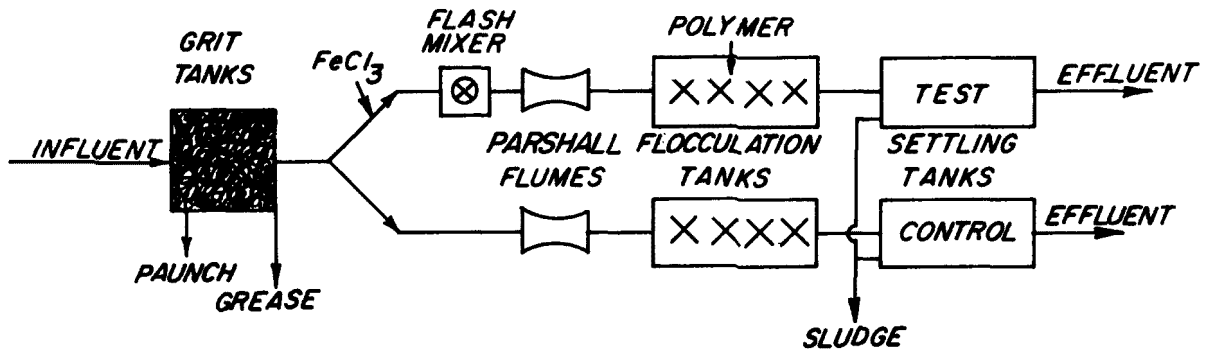 FLASH
MIXER
GRIT
TANKS
FeCl3
POLYMER
TEST
EFFLUENT
INFLUENT
PARSHALL
FLUMES
FLOCCULATION
TANKS
SETTLING
TANKS
CONTROL
EFFLUENT
PAUNCH
GREASE
SLUDGE